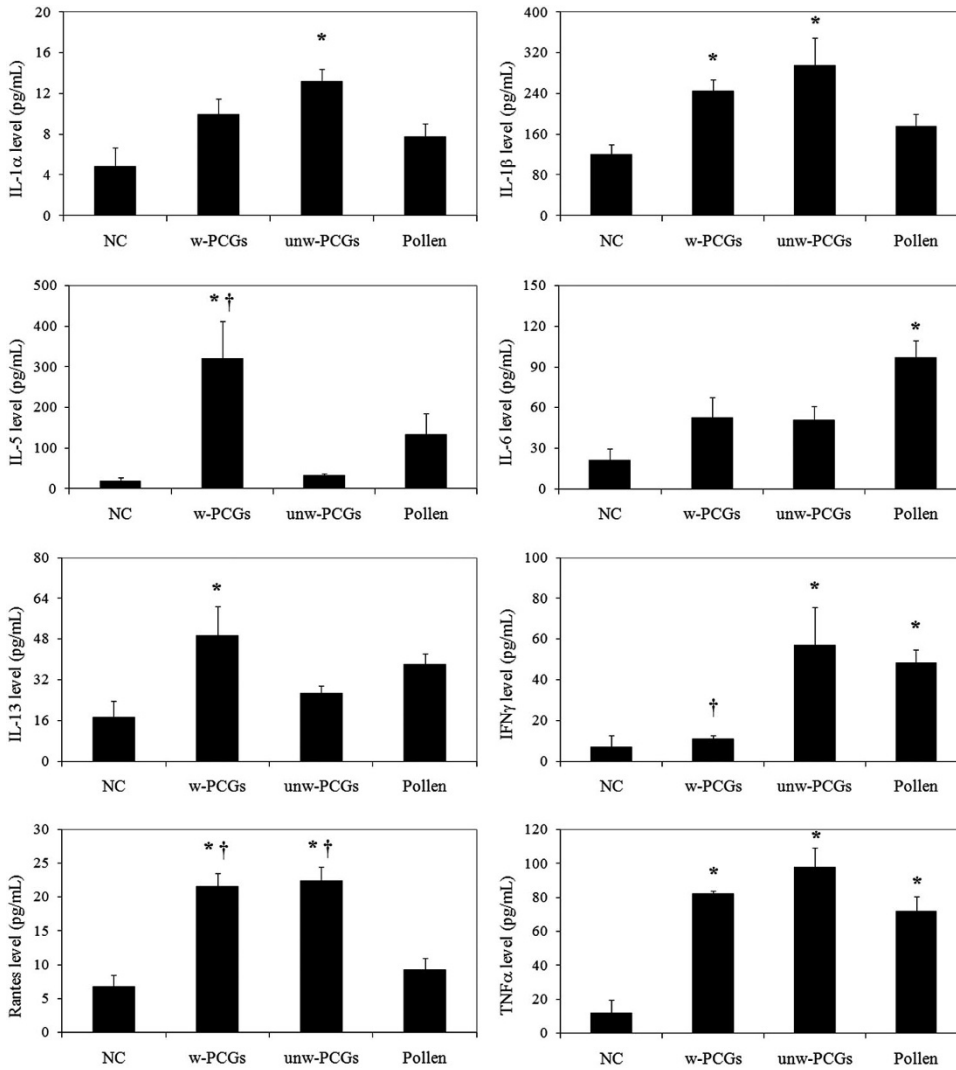 20
16
12
8
4
0
IL-1α level (pg/mL)
*
NC w-PCGs unw-PCGs Pollen
400
320
240
160
80
0
IL-1β level (pg/mL)
* *
NC w-PCGs unw-PCGs Pollen
500
400
300
200
100
0
IL-5 level (pg/mL)
* †
NC w-PCGs unw-PCGs Pollen
150
120
90
60
30
0
IL-6 level (pg/mL)
*
NC w-PCGs unw-PCGs Pollen
80
64
48
32
16
0
IL-13 level (pg/mL)
*
NC w-PCGs unw-PCGs Pollen
100
80
60
40
20
0
IFNγ level (pg/mL)
† * *
NC w-PCGs unw-PCGs Pollen
30
25
20
15
10
5
0
Rantes level (pg/mL)
* † * †
NC w-PCGs unw-PCGs Pollen
120
100
80
60
40
20
0
TNFα level (pg/mL)
* * *
NC w-PCGs unw-PCGs Pollen